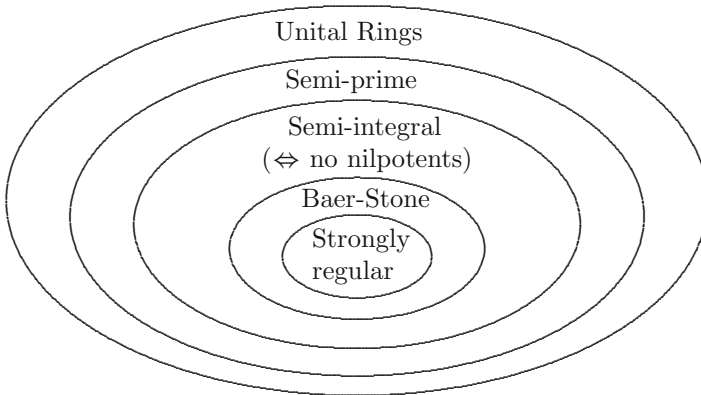 Unital Rings
Semi-prime
Semi-integral
(⇔ no nilpotents)
Baer-Stone
Strongly
regular